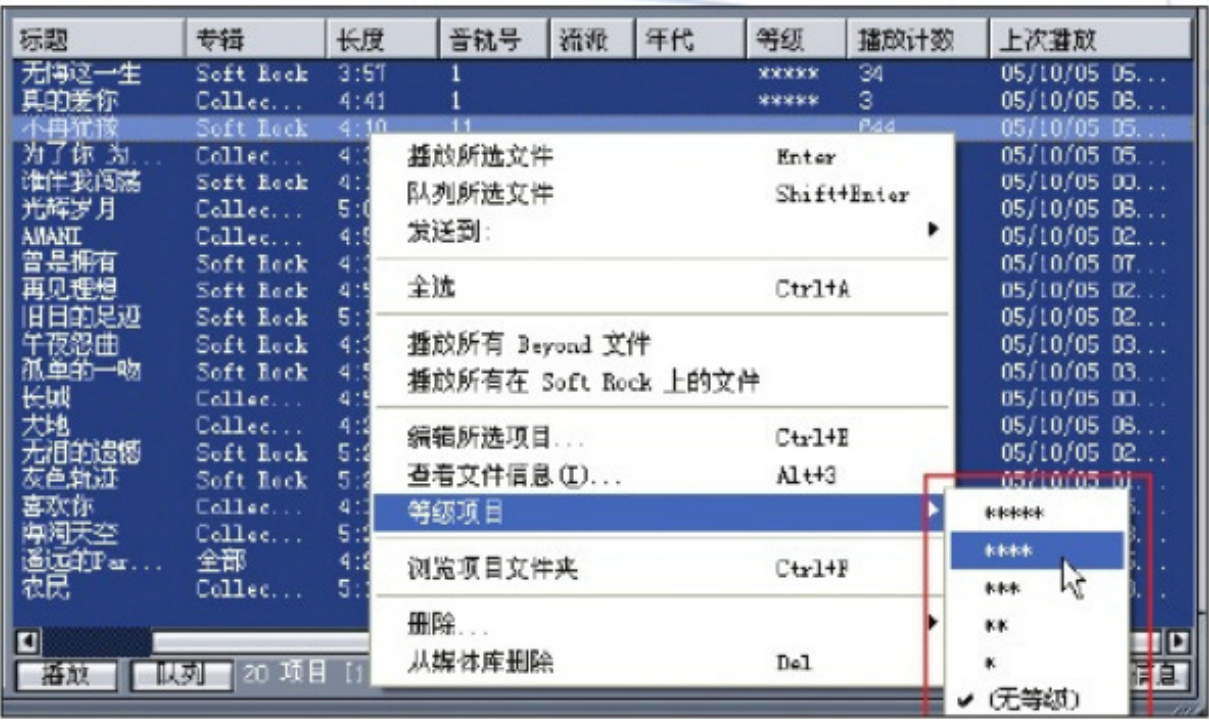 标题 专辑 长度 音轨号 流派 年代 等级 播放计数 上次播放
无悔这一生 Soft Rock 3:57 1 ***** 34 05/10/05 05...
真的爱你 Collec... 4:41 1 ***** 3 05/10/05 06...
不再犹豫 Soft Rock 4:10 11 05/10/05 05...
为了你 为... Collec... 05/10/05 05...
谁伴我闯荡 Soft Rock 05/10/05 00...
光辉岁月 Collec... 05/10/05 06...
AMANI Collec... 05/10/05 02...
曾是拥有 Soft Rock 05/10/05 07...
再见理想 Soft Rock 05/10/05 02...
旧日的足迹 Soft Rock 05/10/05 02...
午夜怨曲 Soft Rock 05/10/05 03...
孤单的一吻 Soft Rock 05/10/05 03...
长城 Collec... 05/10/05 00...
大地 Collec... 05/10/05 06...
无泪的遗憾 Soft Rock 05/10/05 02...
灰色轨迹 Soft Rock 05/10/05 01...
喜欢你 Collec...
海阔天空 Collec...
遥远的Par... 全部
农民 Collec...
播放所选文件 Enter
队列所选文件 Shift+Enter
发送到:
全选 Ctrl+A
播放所有 Beyond 文件
播放所有在 Soft Rock 上的文件
编辑所选项目... Ctrl+E
查看文件信息(I)... Alt+3
等级项目
浏览项目文件夹 Ctrl+F
删除...
从媒体库删除 Del
*****
****
***
**
*
(无等级)
播放 队列 20 项目 [1 信息